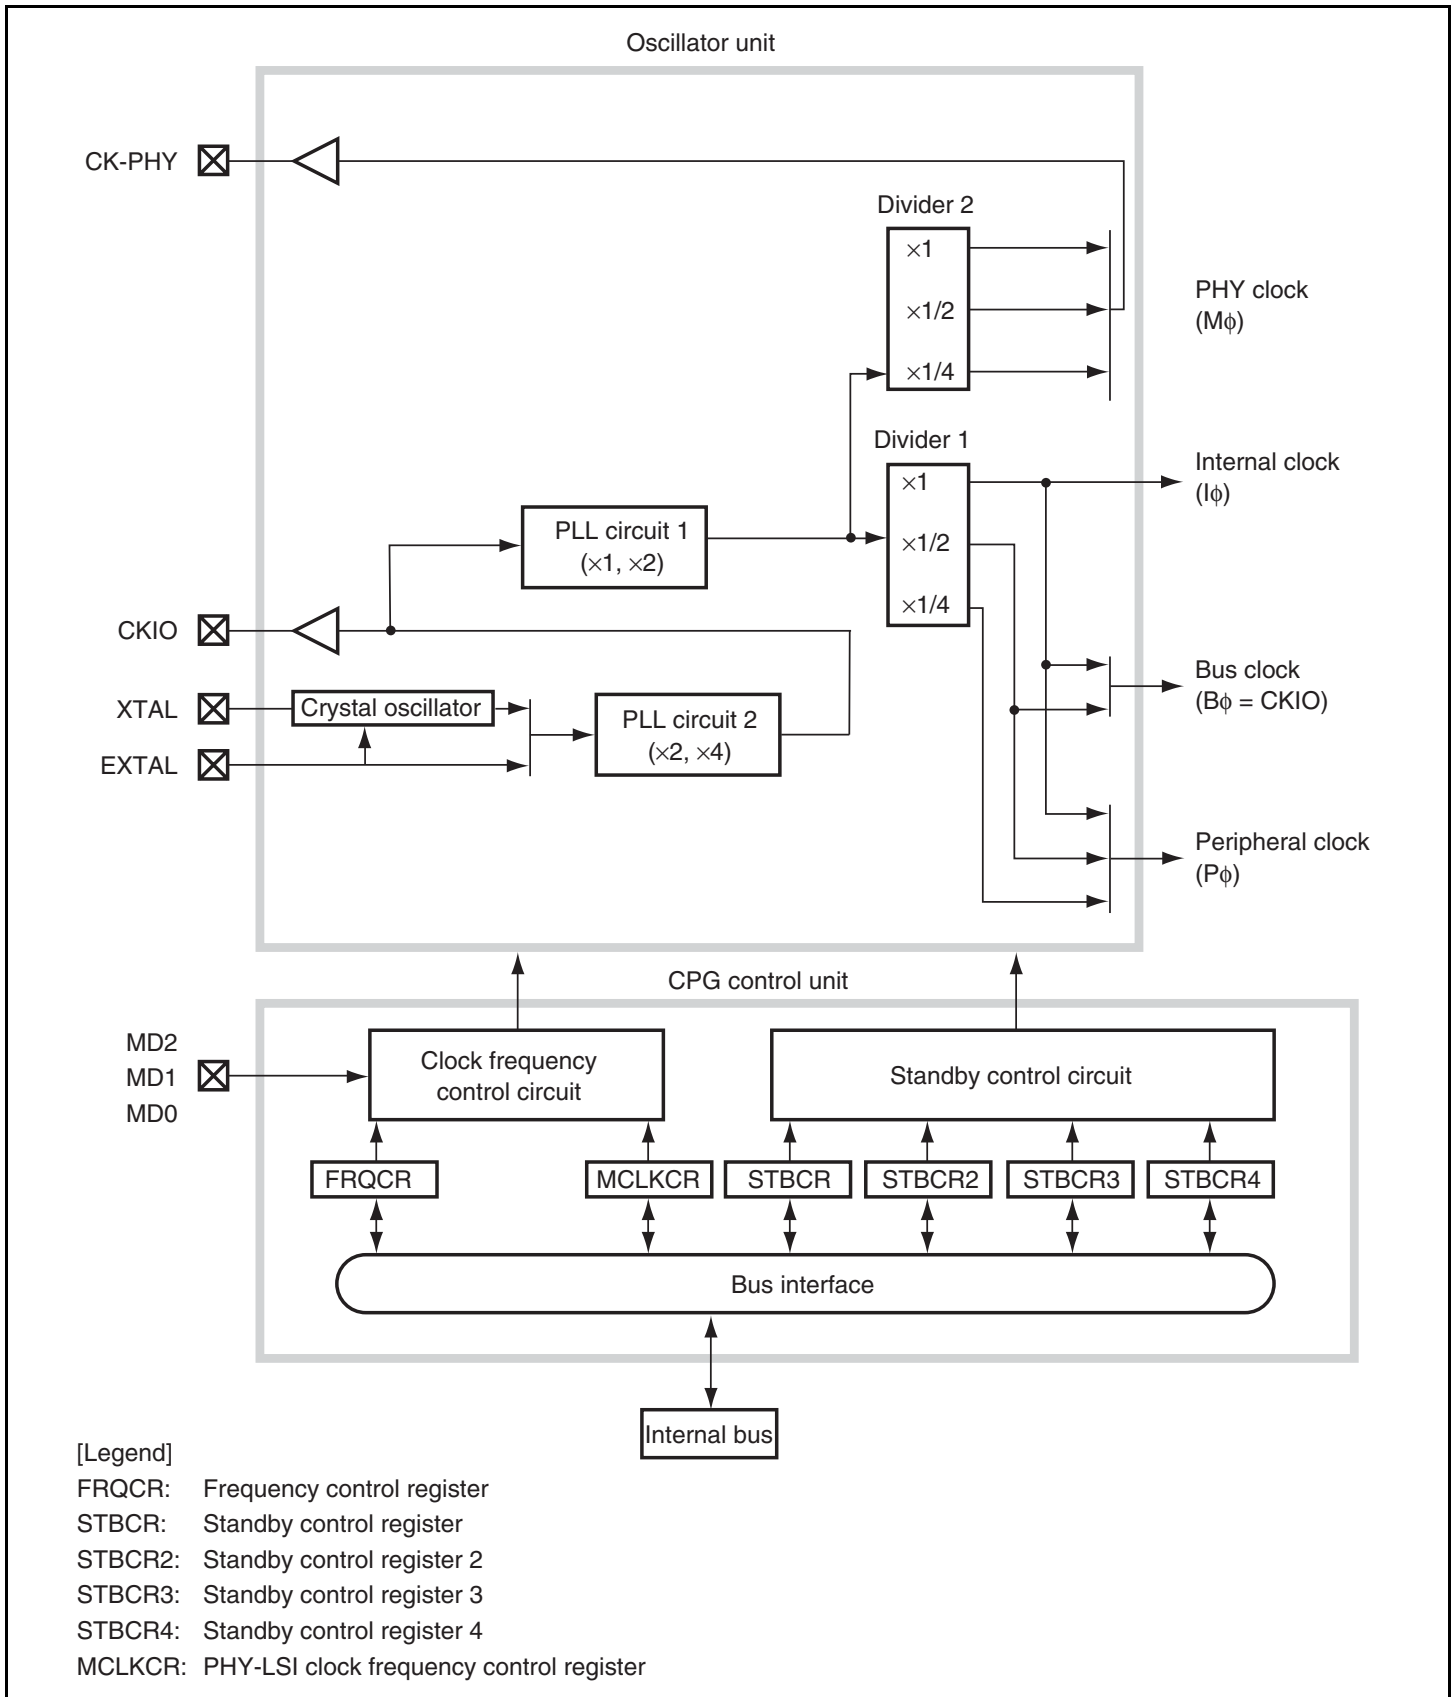 Oscillator unit
CK-PHY
Divider 2
×1
×1/2
×1/4
PHY clock
(Mϕ)
Divider 1
×1
×1/2
×1/4
Internal clock
(Iϕ)
PLL circuit 1
(×1, ×2)
CKIO
Bus clock
(Bϕ = CKIO)
XTAL
Crystal oscillator
PLL circuit 2
(×2, ×4)
EXTAL
Peripheral clock
(Pϕ)
CPG control unit
MD2
MD1
MD0
Clock frequency
control circuit
Standby control circuit
FRQCR
MCLKCR
STBCR
STBCR2
STBCR3
STBCR4
Bus interface
Internal bus
[Legend]
FRQCR: Frequency control register
STBCR: Standby control register
STBCR2: Standby control register 2
STBCR3: Standby control register 3
STBCR4: Standby control register 4
MCLKCR: PHY-LSI clock frequency control register